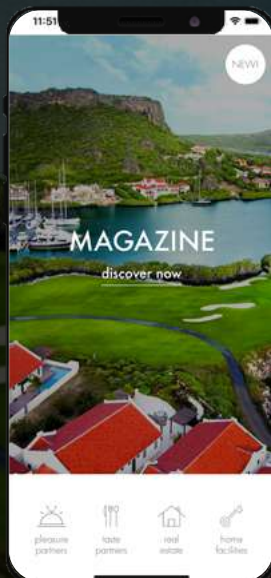 11:51
NEW!
MAGAZINE
discover now
pleasure
partners
taste
partners
real
estate
home
facilities